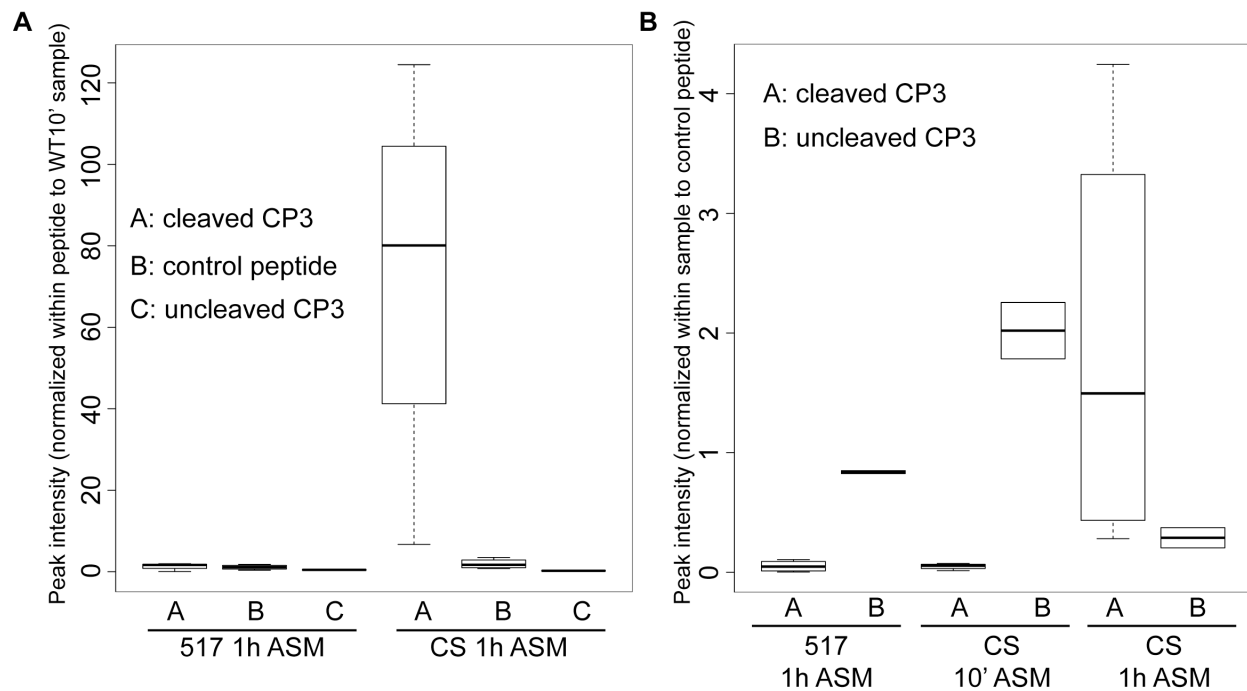 A
Peak intensity (normalized within peptide to WT10’ sample)
120
100
80
60
40
20
0
A: cleaved CP3
B: control peptide
C: uncleaved CP3
A B C A B C
517 1h ASM CS 1h ASM
B
Peak intensity (normalized within sample to control peptide)
4
3
2
1
0
A: cleaved CP3
B: uncleaved CP3
A B A B A B
517 CS CS
1h ASM 10’ ASM 1h ASM